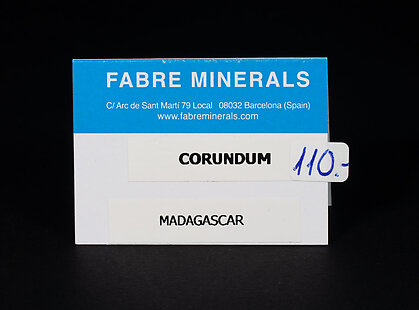 FABRE MINERALS
C/ Arc de Sant Martí 79 Local 08032 Barcelona (Spain)
www.fabreminerals.com
CORUNDUM
110.-
MADAGASCAR